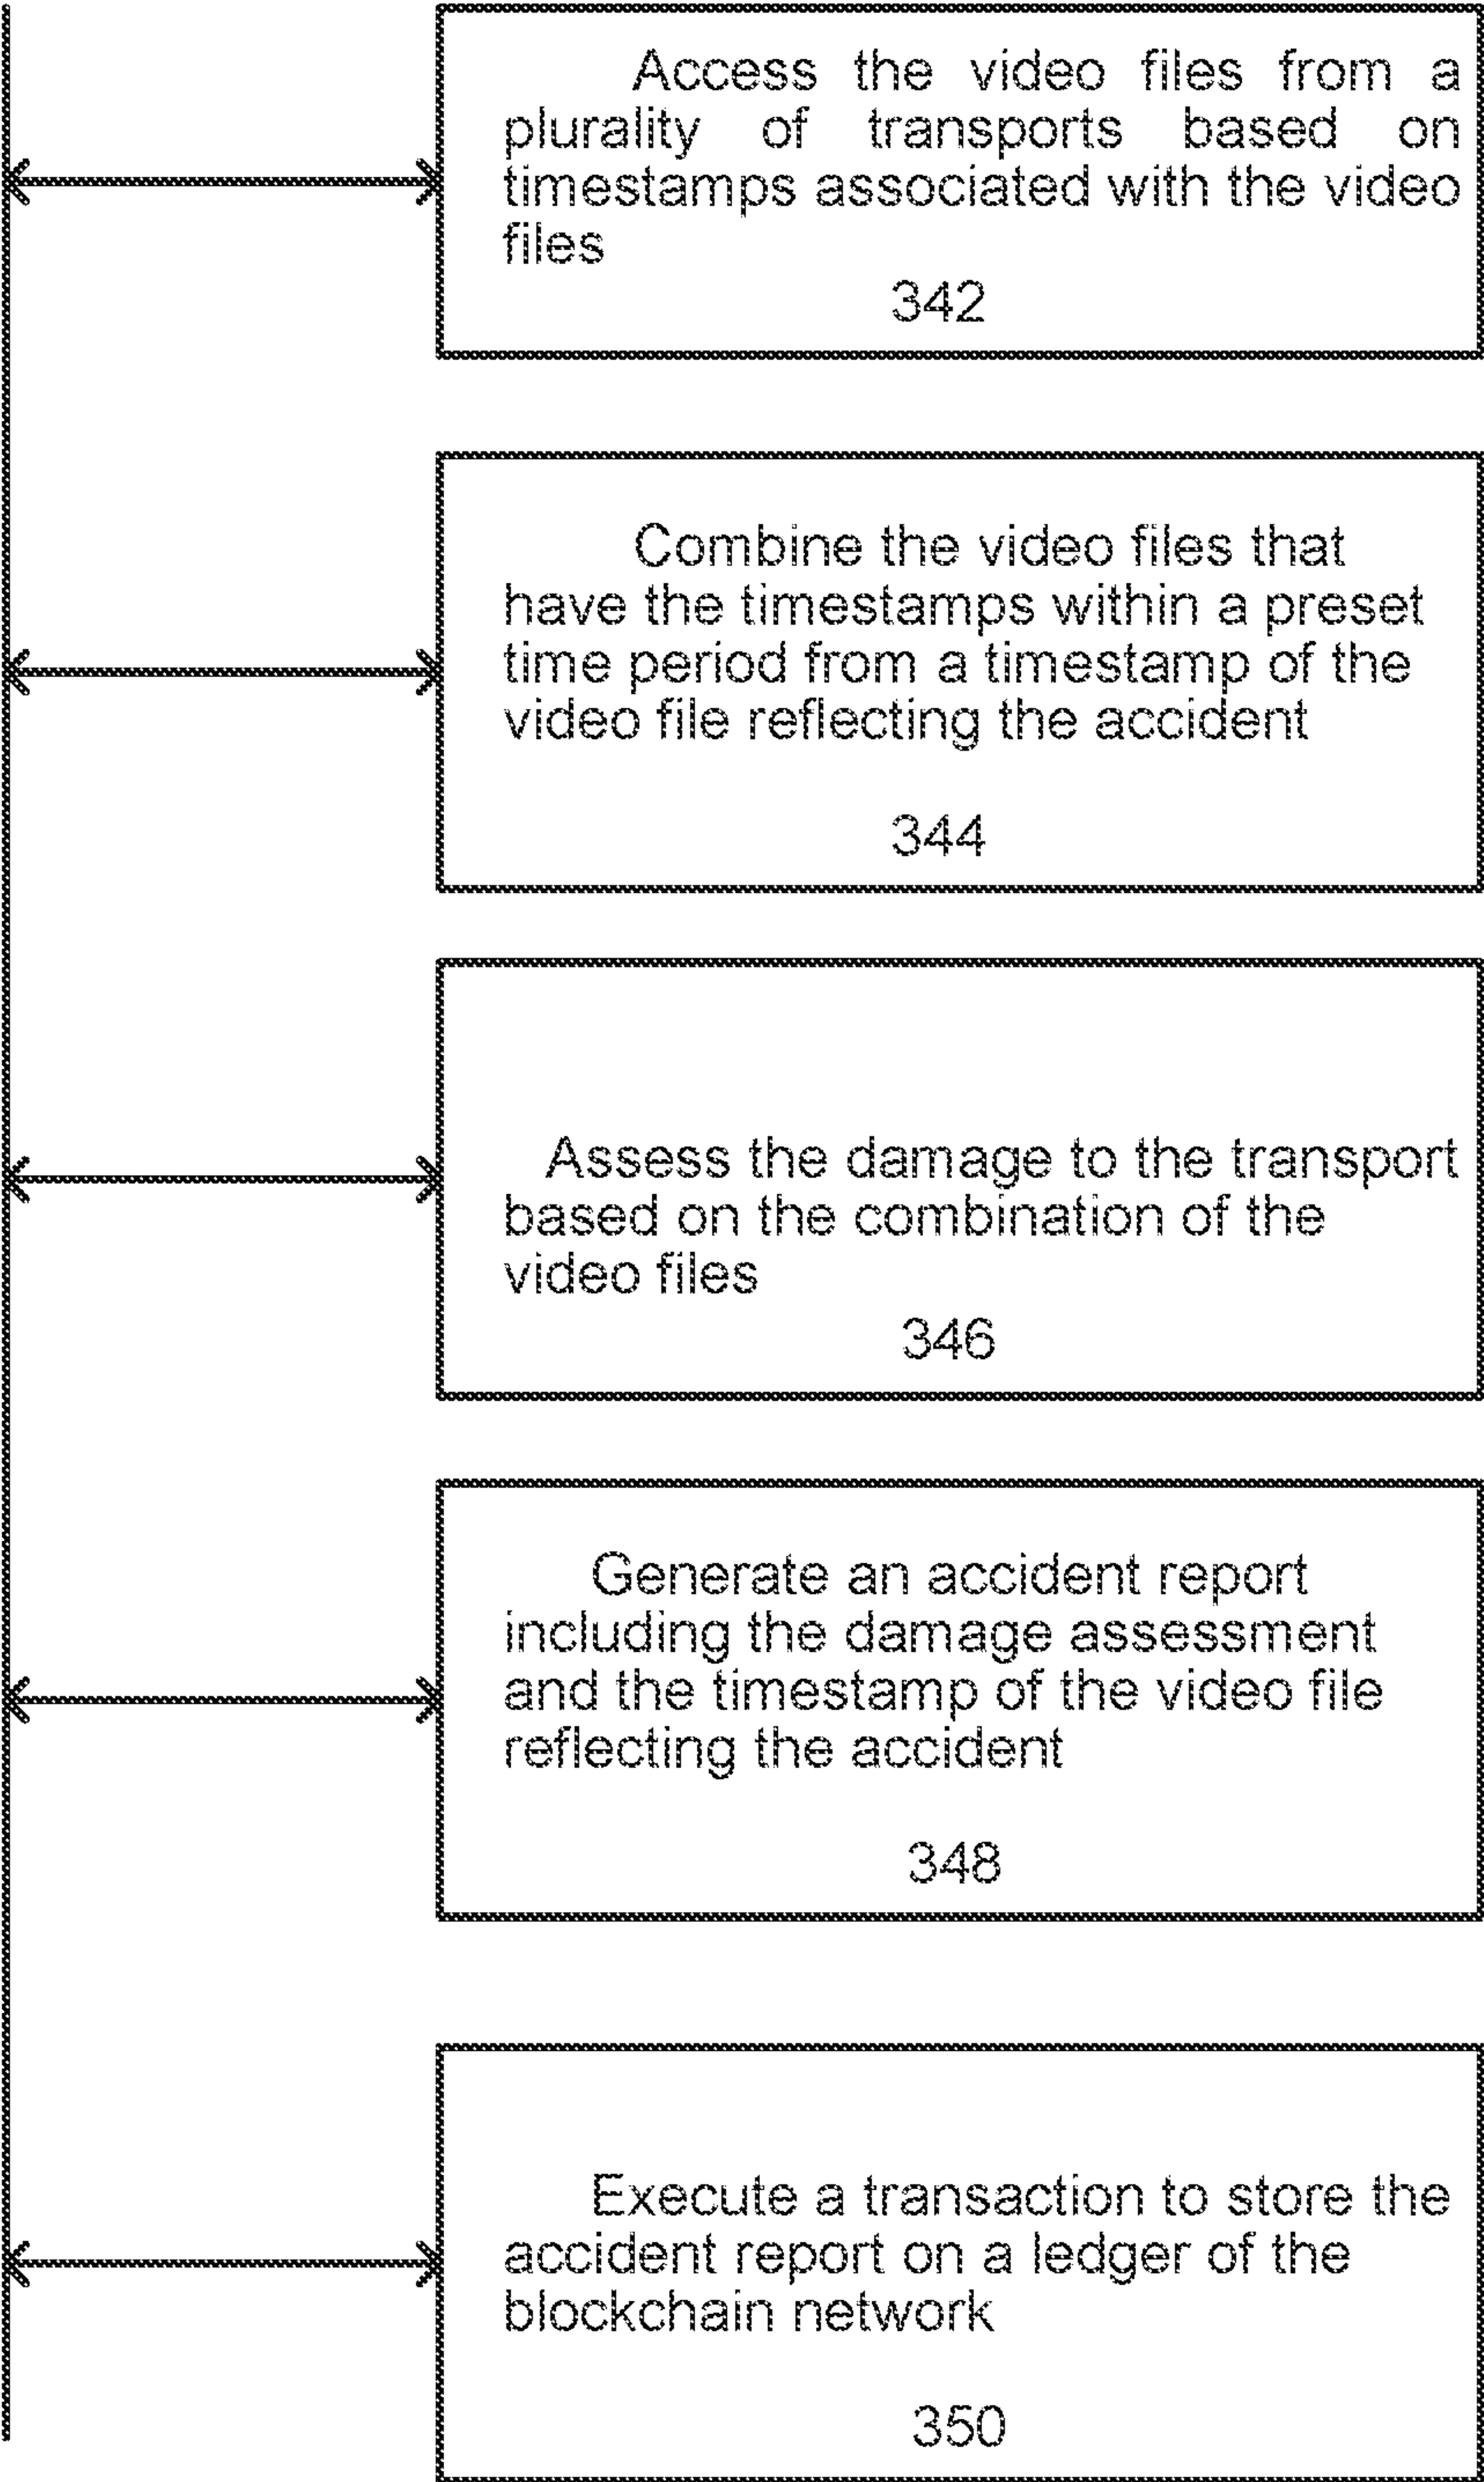 Access the video files from a
plurality of transports based on
timestamps associated with the video
files
342
Combine the video files that
have the timestamps within a preset
time period from a timestamp of the
video file reflecting the accident
344
Assess the damage to the transport
based on the combination of the
video files
346
Generate an accident report
including the damage assessment
and the timestamp of the video file
reflecting the accident
348
Execute a transaction to store the
accident report on a ledger of the
blockchain network
350